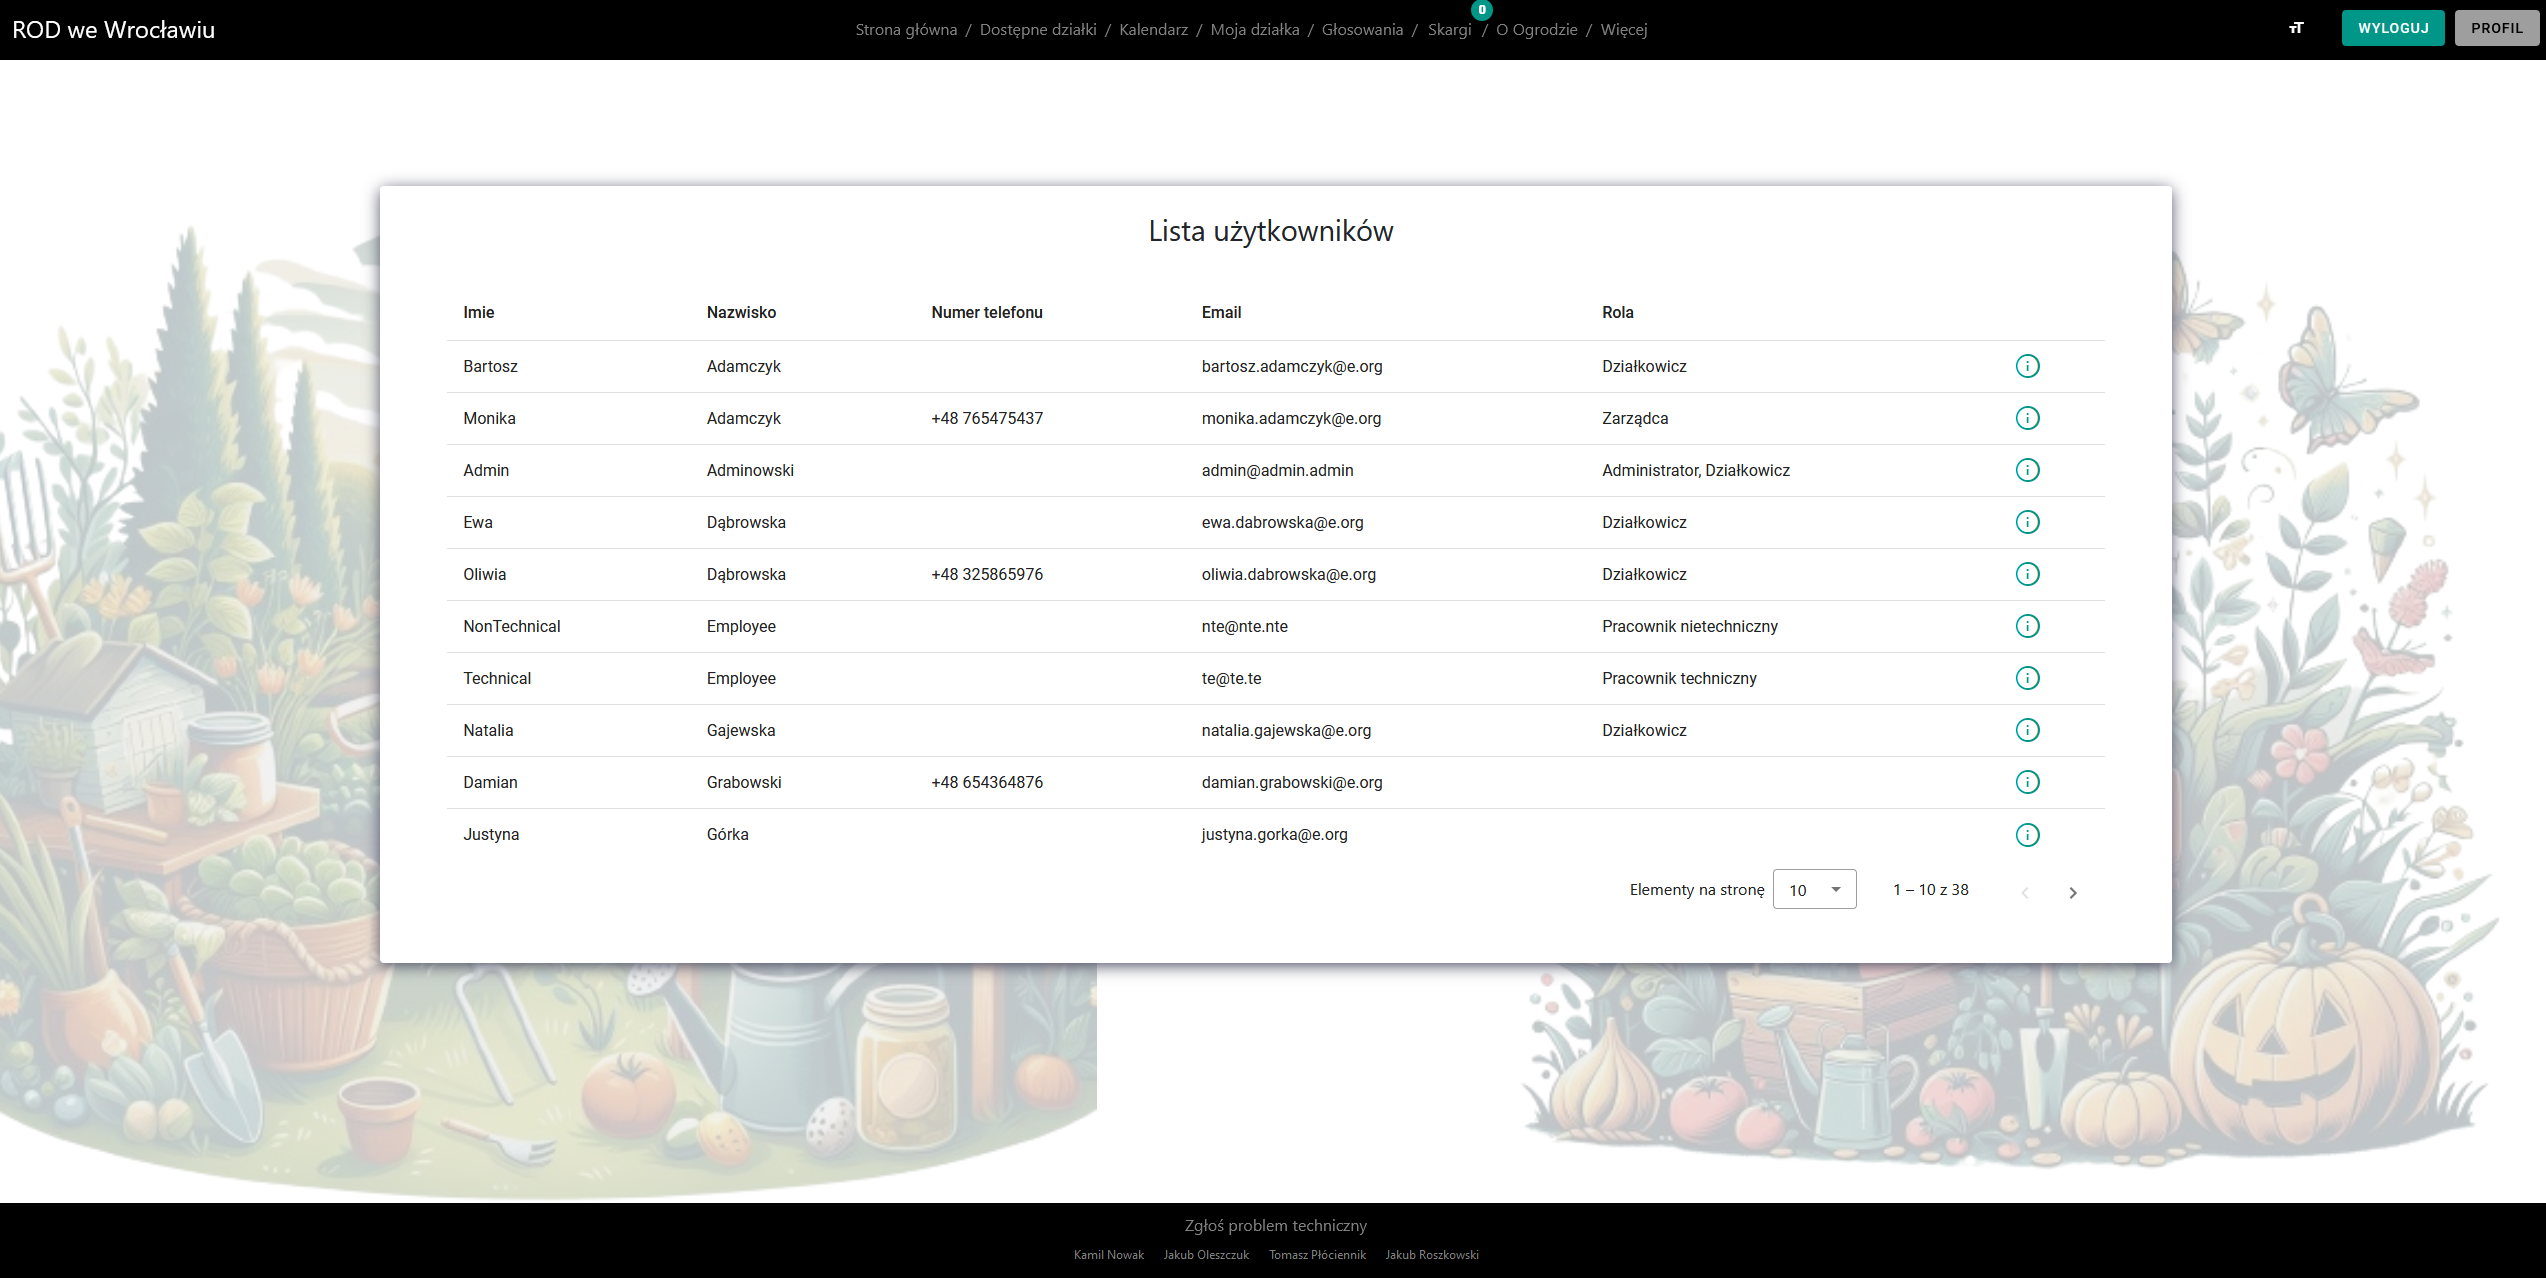 ROD we Wrocławiu
Strona główna / Dostępne działki / Kalendarz / Moja działka / Głosowania / Skargi 0 / O Ogrodzie / Więcej
TT WYLOGUJ PROFIL
Lista użytkowników
Imie Nazwisko Numer telefonu Email Rola
Bartosz Adamczyk bartosz.adamczyk@e.org Działkowicz
Monika Adamczyk +48 765475437 monika.adamczyk@e.org Zarządca
Admin Adminowski admin@admin.admin Administrator, Działkowicz
Ewa Dąbrowska ewa.dabrowska@e.org Działkowicz
Oliwia Dąbrowska +48 325865976 oliwia.dabrowska@e.org Działkowicz
NonTechnical Employee nte@nte.nte Pracownik nietechniczny
Technical Employee te@te.te Pracownik techniczny
Natalia Gajewska natalia.gajewska@e.org Działkowicz
Damian Grabowski +48 654364876 damian.grabowski@e.org
Justyna Górka justyna.gorka@e.org
Elementy na stronę 10 1 – 10 z 38
Zgłoś problem techniczny
Kamil Nowak Jakub Oleszczuk Tomasz Płóciennik Jakub Roszkowski